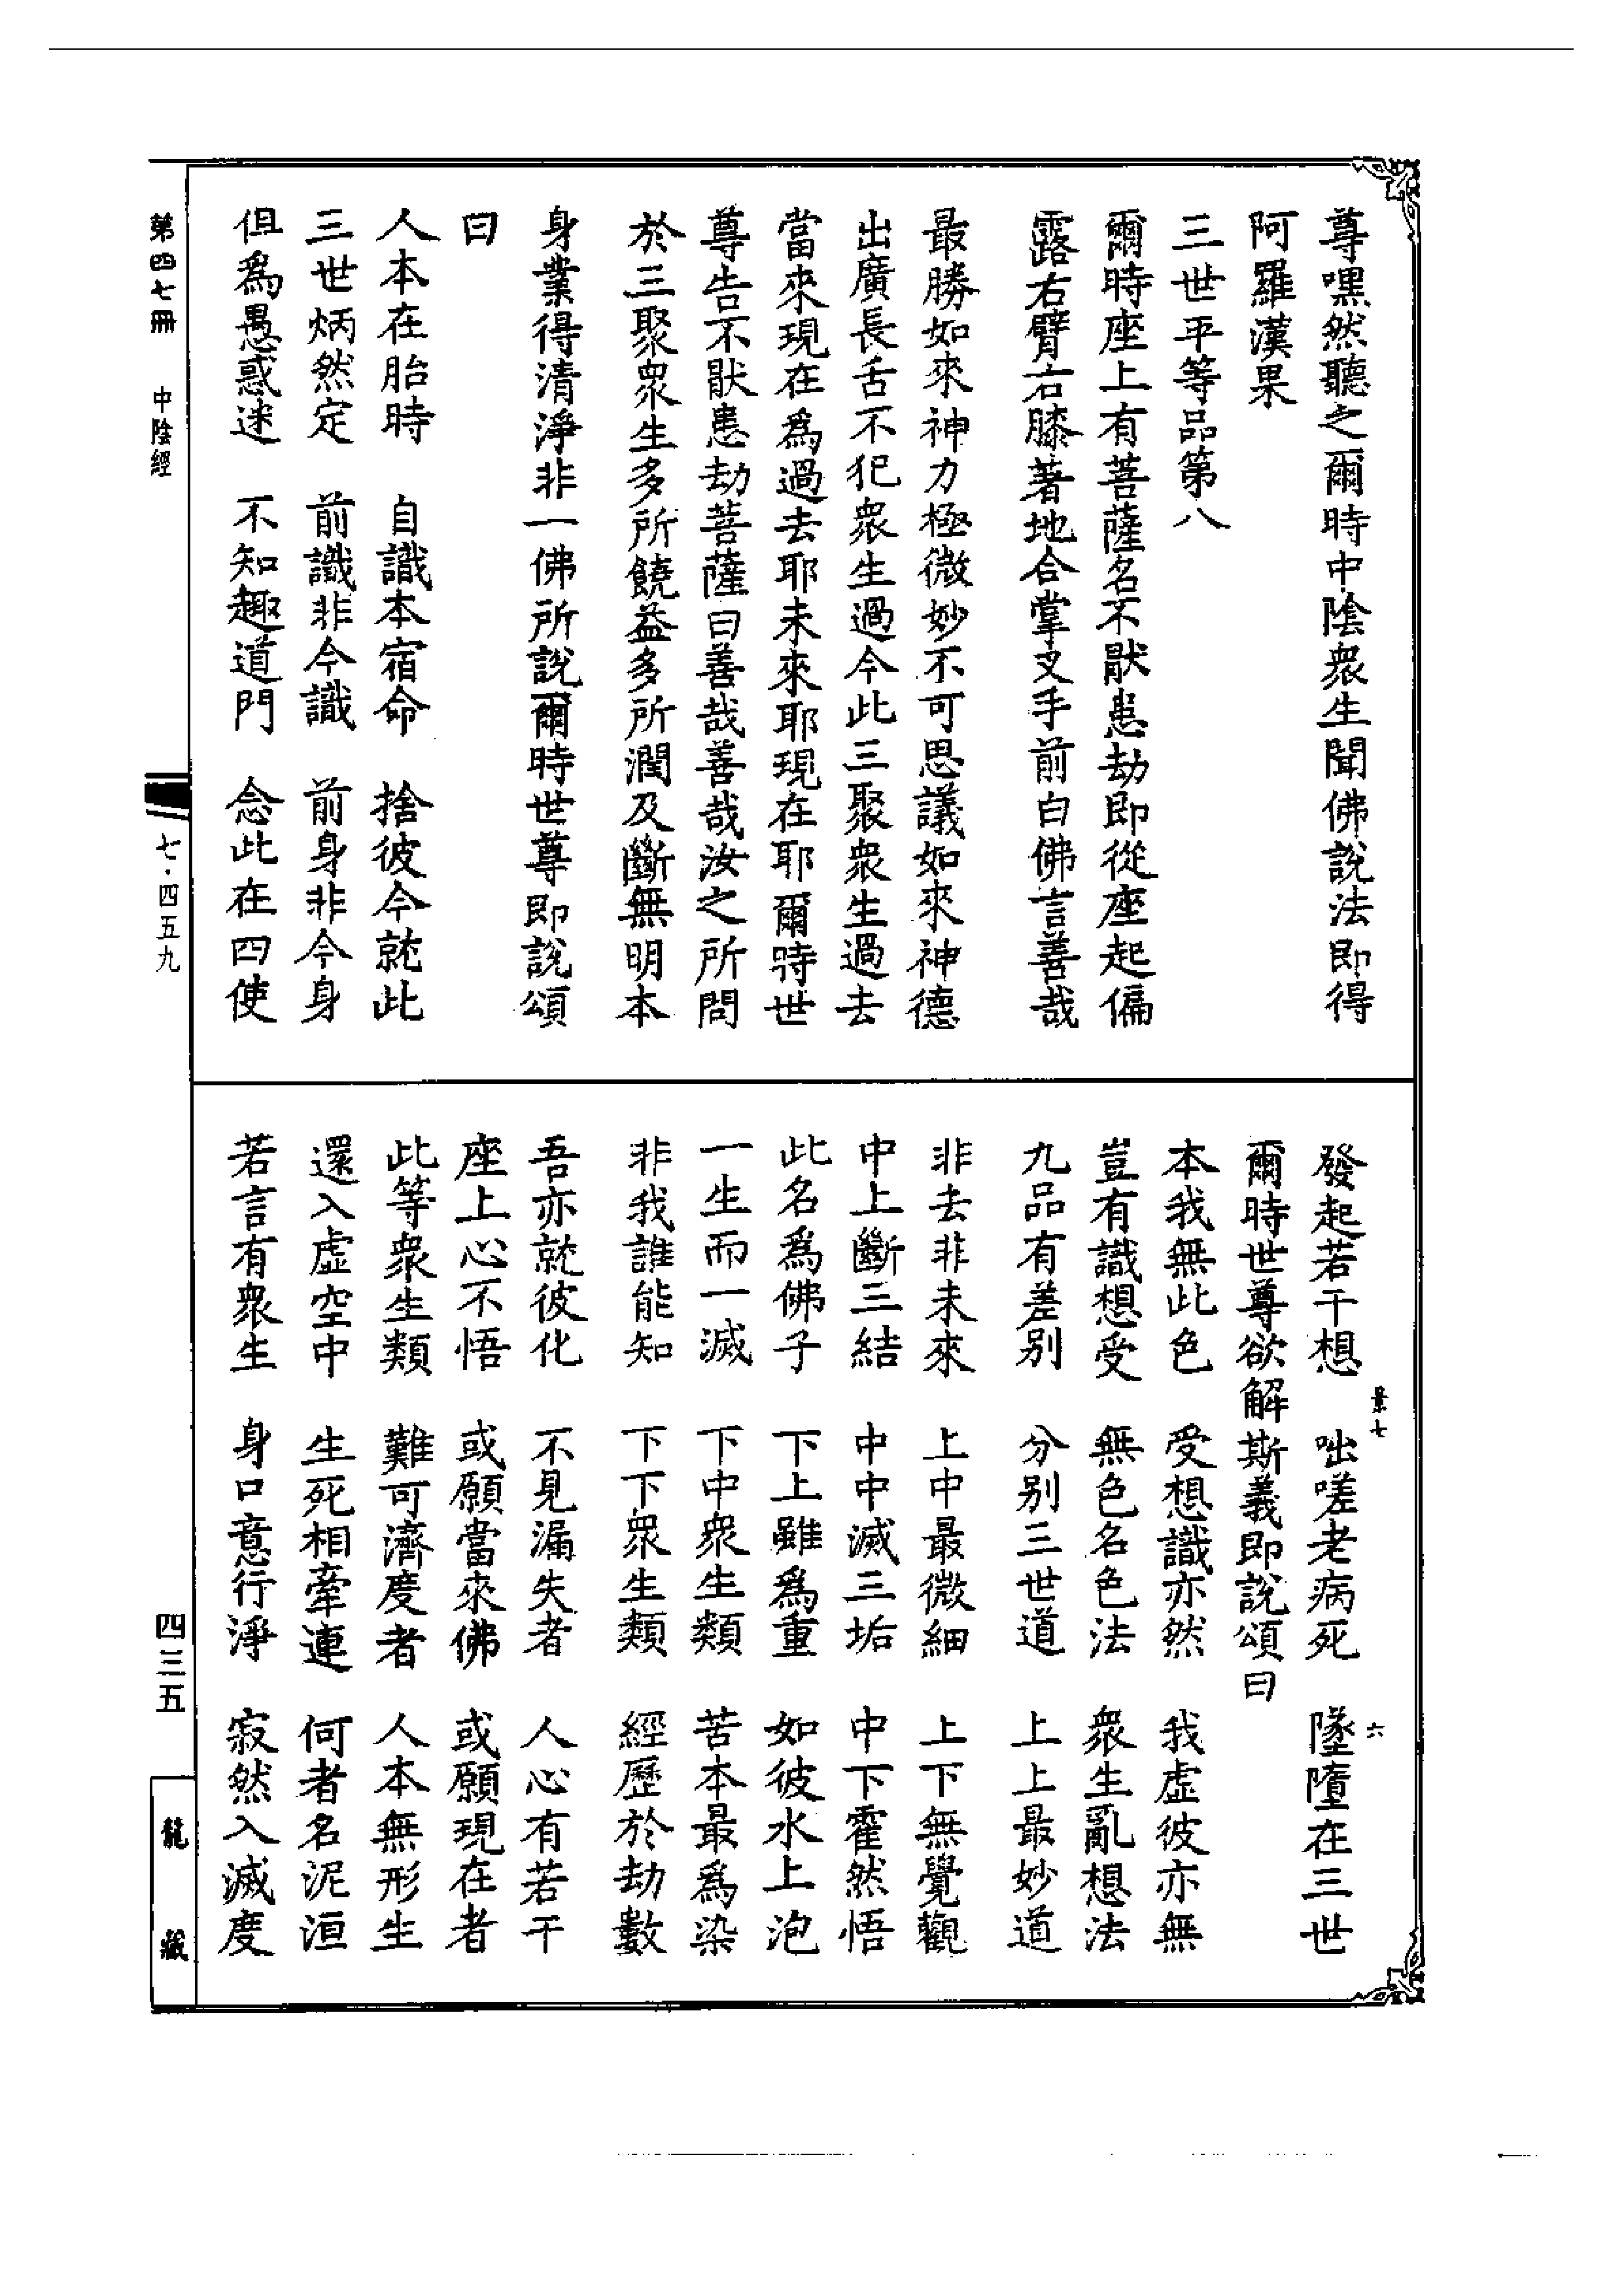 尊嘿然聽之爾時中陰衆生聞佛說法即得
阿羅漢果
三世平等品第八
爾時座上有菩薩名不猒患劫即從座起偏
露右臂右膝著地合掌叉手前白佛言善哉
最勝如來神力極微妙不可思議如來神德
出廣長舌不犯衆生過今此三聚衆生過去
當來現在爲過去耶未來耶現在耶爾時世
尊告不猒患劫菩薩曰善哉善哉汝之所問
於三聚衆生多所饒益多所潤及斷無明本
身業得清淨非一佛所說爾時世尊即說頌
曰
人本在胎時　自識本宿命　捨彼今就此
三世炳然定　前識非今識　前身非今身
但爲愚惑迷　不知趣道門　念此在四使
發起若干想　咄嗟老病死　墜墮在三世
爾時世尊欲解斯義即說頌曰
本我無此色　受想識亦然　我虛彼亦無
豈有識想受　無色名色法　衆生亂想法
九品有差別　分別三世道　上上最妙道
非去非未來　上中最微細　上下無覺觀
中上斷三結　中中滅三垢　中下霍然悟
此名爲佛子　下上雖爲重　如彼水上泡
一生而一滅　下中衆生類　苦本最爲染
非我誰能知　下下衆生類　經歷於劫數
吾亦就彼化　不見漏失者　人心有若干
座上心不悟　或願當來佛　或願現在者
此等衆生類　難可濟度者　人本無形生
還入虛空中　生死相牽連　何者名泥洹
若言有衆生　身口意行淨　寂然入滅度
景七
六
第四七冊　中陰經
七·四五九
四三五
龍藏